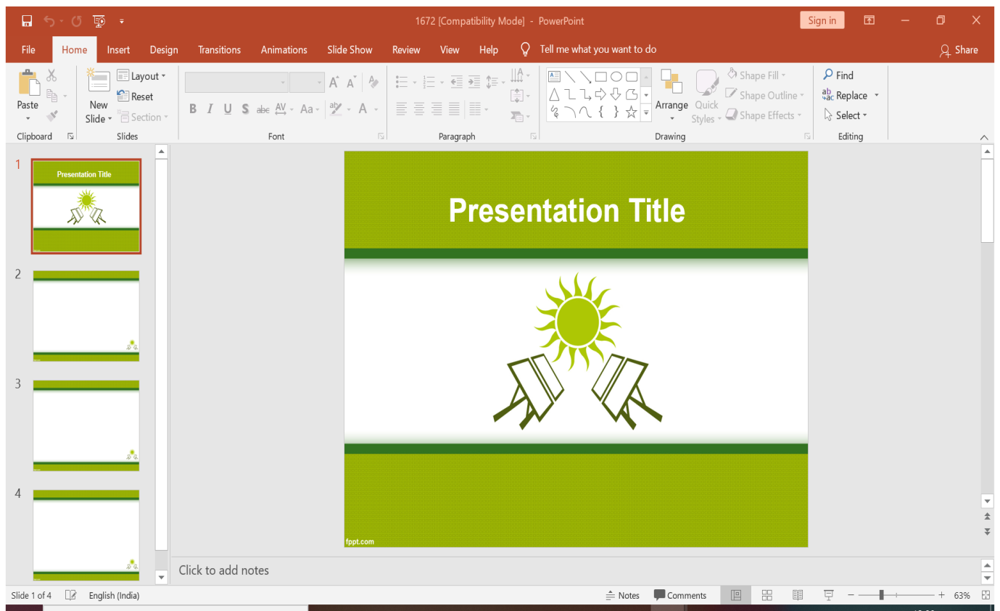 1672 [Compatibility Mode] - PowerPoint
Sign in
File Home Insert Design Transitions Animations Slide Show Review View Help Tell me what you want to do Share
Paste
Clipboard
New Slide
Layout
Reset
Section
Slides
B I U S abc AV Aa A
Font
Paragraph
Arrange
Quick Styles
Shape Fill
Shape Outline
Shape Effects
Drawing
Find
Replace
Select
Editing
1
Presentation Title
2
3
4
Presentation Title
fppt.com
Click to add notes
Slide 1 of 4 English (India) Notes Comments 63%